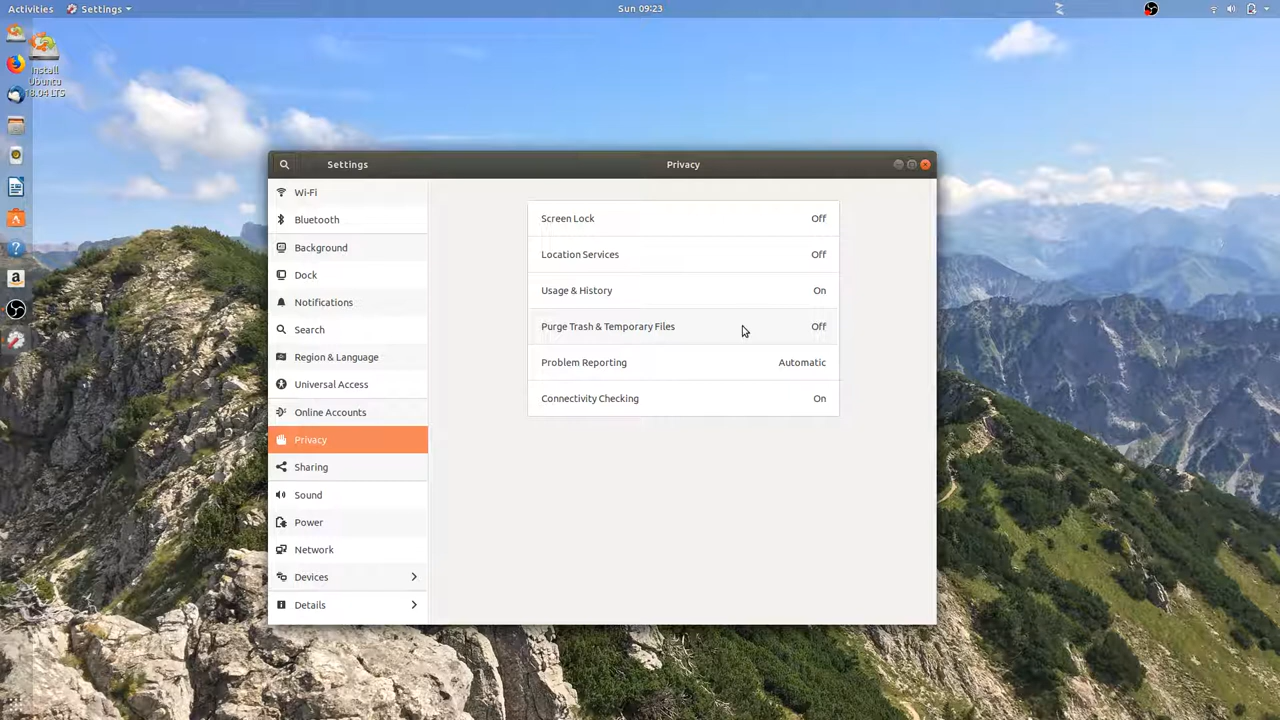 Activities
Settings
Sun 09:23
Install
Ubuntu
18.04 LTS
Settings
Privacy
Wi-Fi
Bluetooth
Background
Dock
Notifications
Search
Region & Language
Universal Access
Online Accounts
Privacy
Sharing
Sound
Power
Network
Devices
Details
Screen Lock Off
Location Services Off
Usage & History On
Purge Trash & Temporary Files Off
Problem Reporting Automatic
Connectivity Checking On